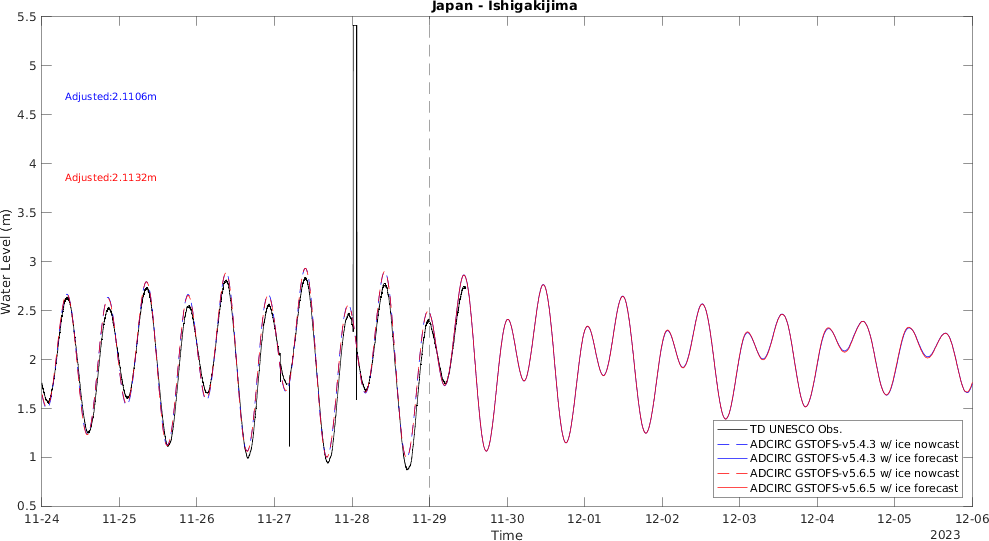 Japan - Ishigakijima
5.5
5
4.5
4
3.5
3
2.5
2
1.5
1
0.5
Water Level (m)
Adjusted:2.1106m
Adjusted:2.1132m
TD UNESCO Obs.
ADCIRC GSTOFS-v5.4.3 w/ ice nowcast
ADCIRC GSTOFS-v5.4.3 w/ ice forecast
ADCIRC GSTOFS-v5.6.5 w/ ice nowcast
ADCIRC GSTOFS-v5.6.5 w/ ice forecast
11-24 11-25 11-26 11-27 11-28 11-29 11-30 12-01 12-02 12-03 12-04 12-05 12-06
Time
2023